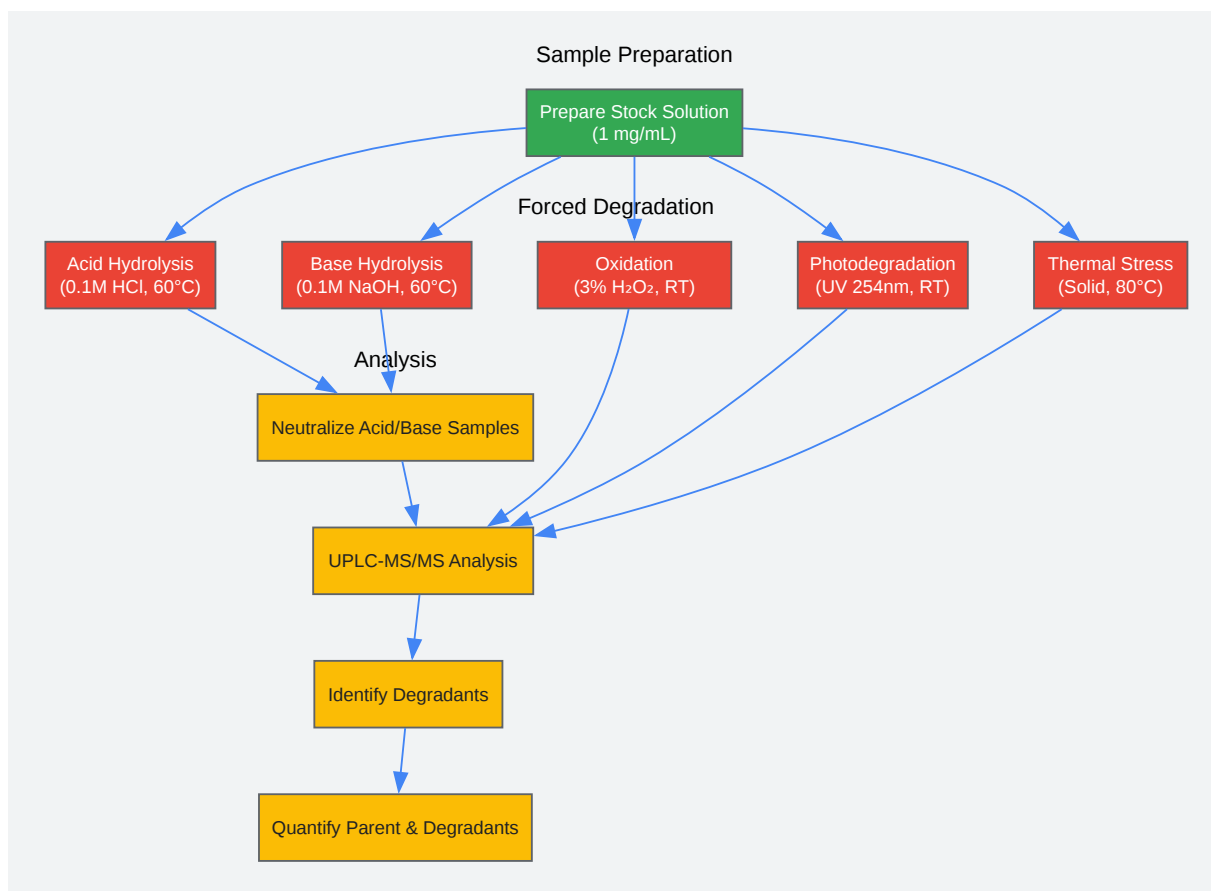 Sample Preparation
Prepare Stock Solution
(1 mg/mL)
Forced Degradation
Acid Hydrolysis
(0.1M HCl, 60°C)
Base Hydrolysis
(0.1M NaOH, 60°C)
Oxidation
(3% H₂O₂, RT)
Photodegradation
(UV 254nm, RT)
Thermal Stress
(Solid, 80°C)
Analysis
Neutralize Acid/Base Samples
UPLC-MS/MS Analysis
Identify Degradants
Quantify Parent & Degradants